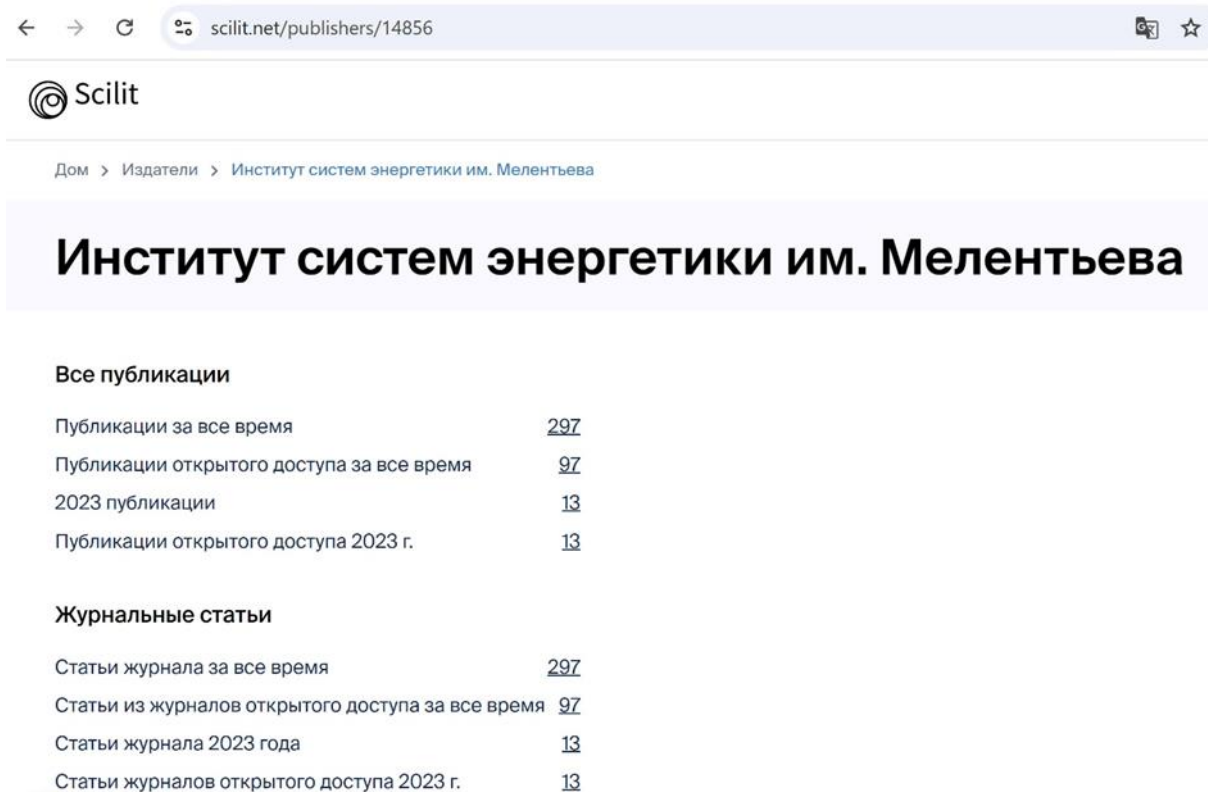 scilit.net/publishers/14856
Scilit
Дом > Издатели > Институт систем энергетики им. Мелентьева
Институт систем энергетики им. Мелентьева
Все публикации
Публикации за все время 297
Публикации открытого доступа за все время 97
2023 публикации 13
Публикации открытого доступа 2023 г. 13
Журнальные статьи
Статьи журнала за все время 297
Статьи из журналов открытого доступа за все время 97
Статьи журнала 2023 года 13
Статьи журналов открытого доступа 2023 г. 13